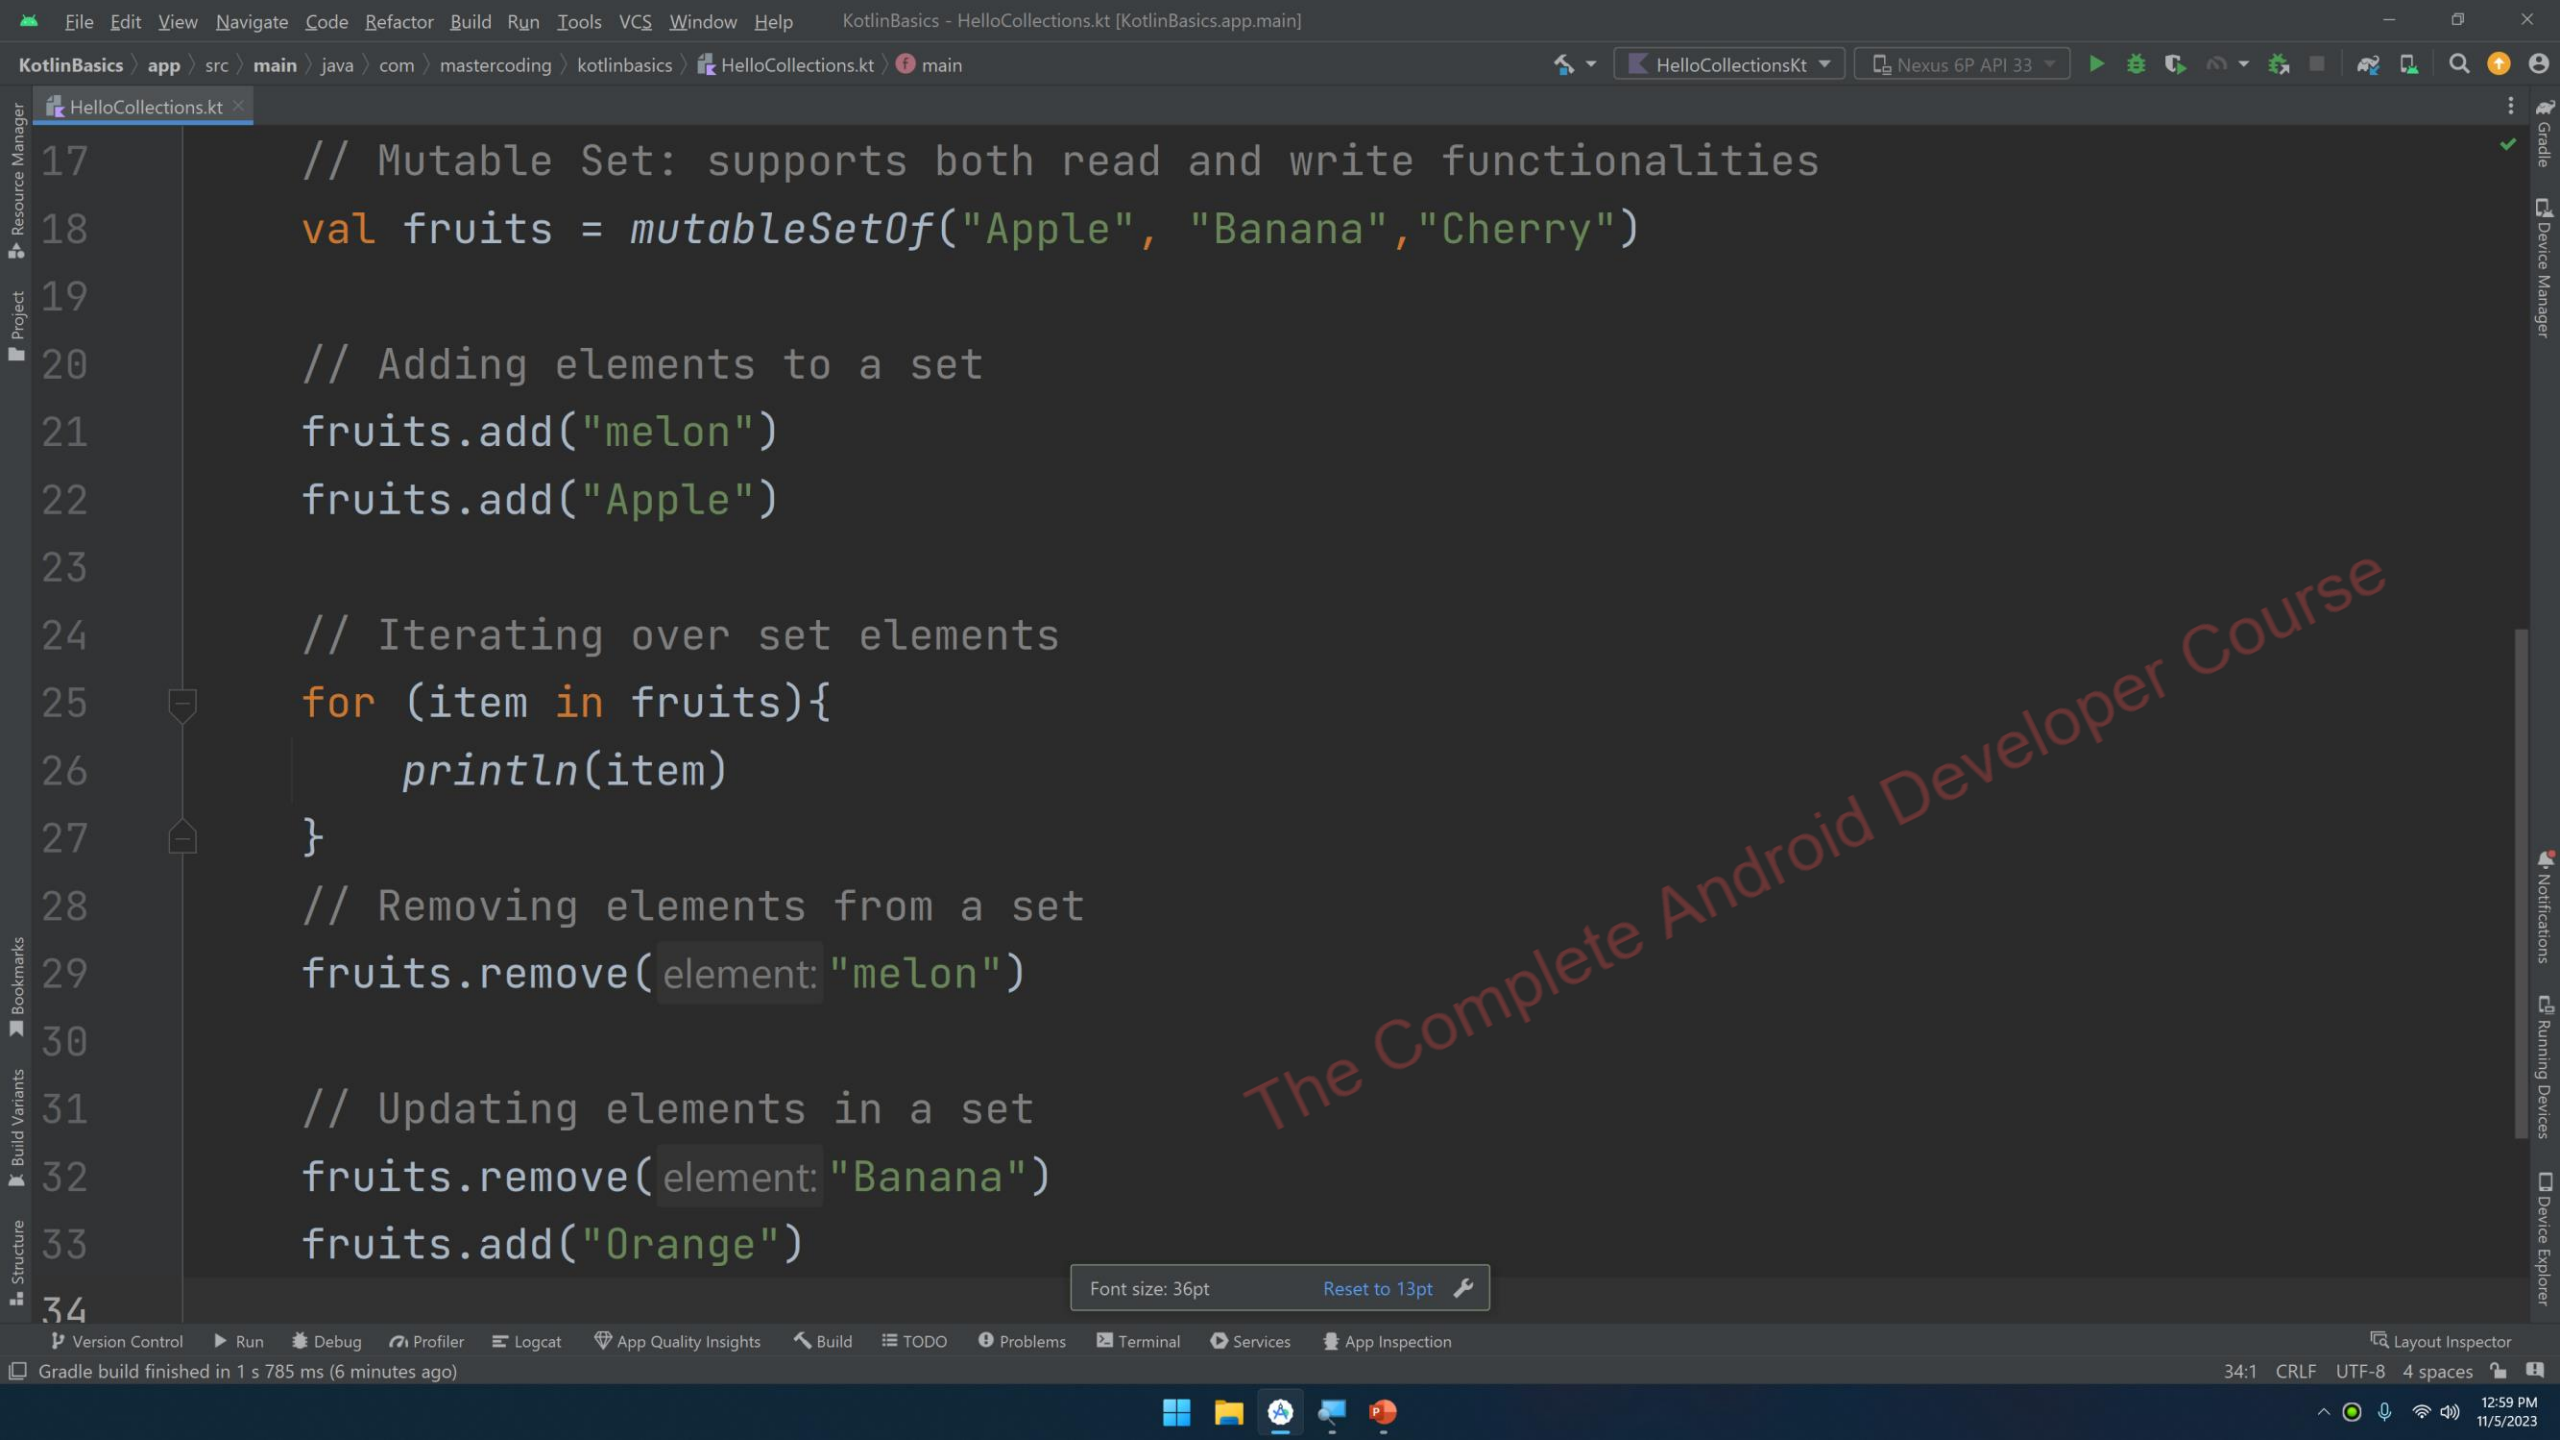 File Edit View Navigate Code Refactor Build Run Tools VCS Window Help KotlinBasics - HelloCollections.kt [KotlinBasics.app.main]
KotlinBasics app src main java com mastercoding kotlinbasics HelloCollections.kt main HelloCollectionsKt Nexus 6P API 33
HelloCollections.kt
17 // Mutable Set: supports both read and write functionalities
18 val fruits = mutableSetOf("Apple", "Banana","Cherry")
19
20 // Adding elements to a set
21 fruits.add("melon")
22 fruits.add("Apple")
23
24 // Iterating over set elements
25 for (item in fruits){
26 println(item)
27 }
28 // Removing elements from a set
29 fruits.remove( element: "melon")
30
31 // Updating elements in a set
32 fruits.remove( element: "Banana")
33 fruits.add("Orange")
34
The Complete Android Developer Course
Font size: 36pt Reset to 13pt
Resource Manager
Project
Bookmarks
Build Variants
Structure
Gradle
Device Manager
Notifications
Running Devices
Device Explorer
Version Control Run Debug Profiler Logcat App Quality Insights Build TODO Problems Terminal Services App Inspection Layout Inspector
Gradle build finished in 1 s 785 ms (6 minutes ago) 34:1 CRLF UTF-8 4 spaces
12:59 PM
11/5/2023